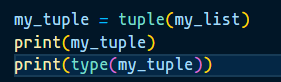 my_tuple = tuple(my_list)
print(my_tuple)
print(type(my_tuple))